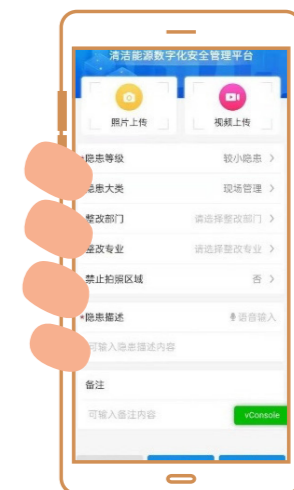 清洁能源数字化安全管理平台
照片上传 视频上传
*隐患等级 较小隐患 >
隐患大类 现场管理 >
整改部门 请选择整改部门 >
整改专业 请选择整改专业 >
禁止拍照区域 否 >
*隐患描述 语音输入
可输入隐患描述内容
备注
可输入备注内容 vConsole